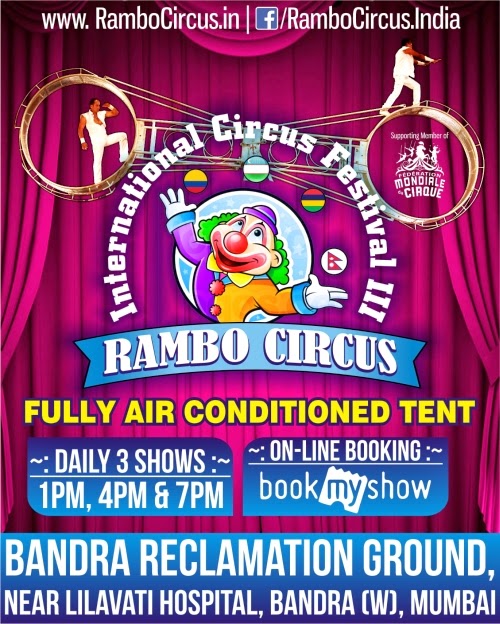 www. RamboCircus.in | f/RamboCircus.India
Supporting Member of
FÉDÉRATION
MONDIALE
DU CIRQUE
International Circus Festival III
RAMBO CIRCUS
FULLY AIR CONDITIONED TENT
~: DAILY 3 SHOWS :~
1PM, 4PM & 7PM
~: ON-LINE BOOKING :~
book my show
BANDRA RECLAMATION GROUND,
NEAR LILAVATI HOSPITAL, BANDRA (W), MUMBAI